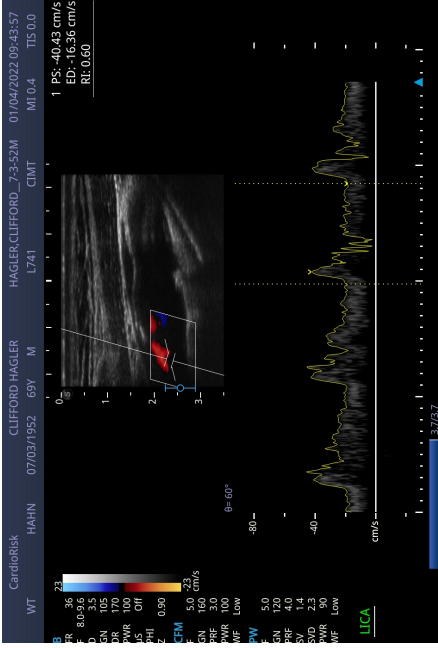 CardioRisk CLIFFORD HAGLER HAGLER,CLIFFORD_7-3-52M 01/04/2022 09:43:57
WT HAHN 07/03/1952 69Y M L741 CIMT MI 0.4 TIS 0.0
1 PS: -40.43 cm/s
ED: -16.36 cm/s
RI: 0.60
B
FR 36
F 8.0-9.6
D 3.5
GN 105
DR 170
PWR 100
µS Off
PHI
Z 0.90
CFM
F 5.0
GN 160
PRF 3.0
PWR 100
WF Low
PW
F 5.0
GN 120
PRF 4.0
SV 1.4
SVD 2.3
PWR 90
WF Low
LICA
23
-23
cm/s
0
1
2
3
θ= 60°
-80
-40
cm/s
3.7/3.7